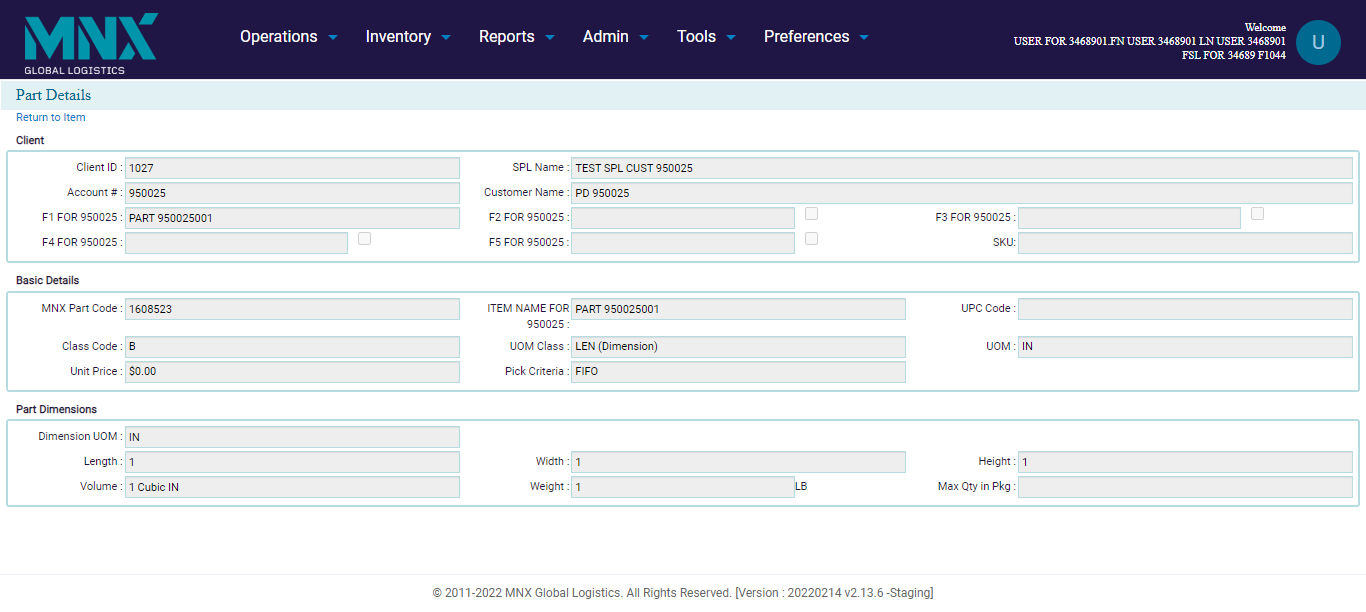 MNX
GLOBAL LOGISTICS
Operations Inventory Reports Admin Tools Preferences
Welcome
USER FOR 3468901.FN USER 3468901 LN USER 3468901
FSL FOR 34689 F1044
U
Part Details
Return to Item
Client
Client ID : 1027 SPL Name : TEST SPL CUST 950025
Account # : 950025 Customer Name : PD 950025
F1 FOR 950025 : PART 950025001 F2 FOR 950025 : F3 FOR 950025 :
F4 FOR 950025 : F5 FOR 950025 : SKU:
Basic Details
MNX Part Code : 1608523 ITEM NAME FOR 950025 : PART 950025001 UPC Code :
Class Code : B UOM Class : LEN (Dimension) UOM : IN
Unit Price : $0.00 Pick Criteria : FIFO
Part Dimensions
Dimension UOM : IN
Length : 1 Width : 1 Height : 1
Volume : 1 Cubic IN Weight : 1 LB Max Qty in Pkg :
© 2011-2022 MNX Global Logistics. All Rights Reserved. [Version : 20220214 v2.13.6 -Staging]